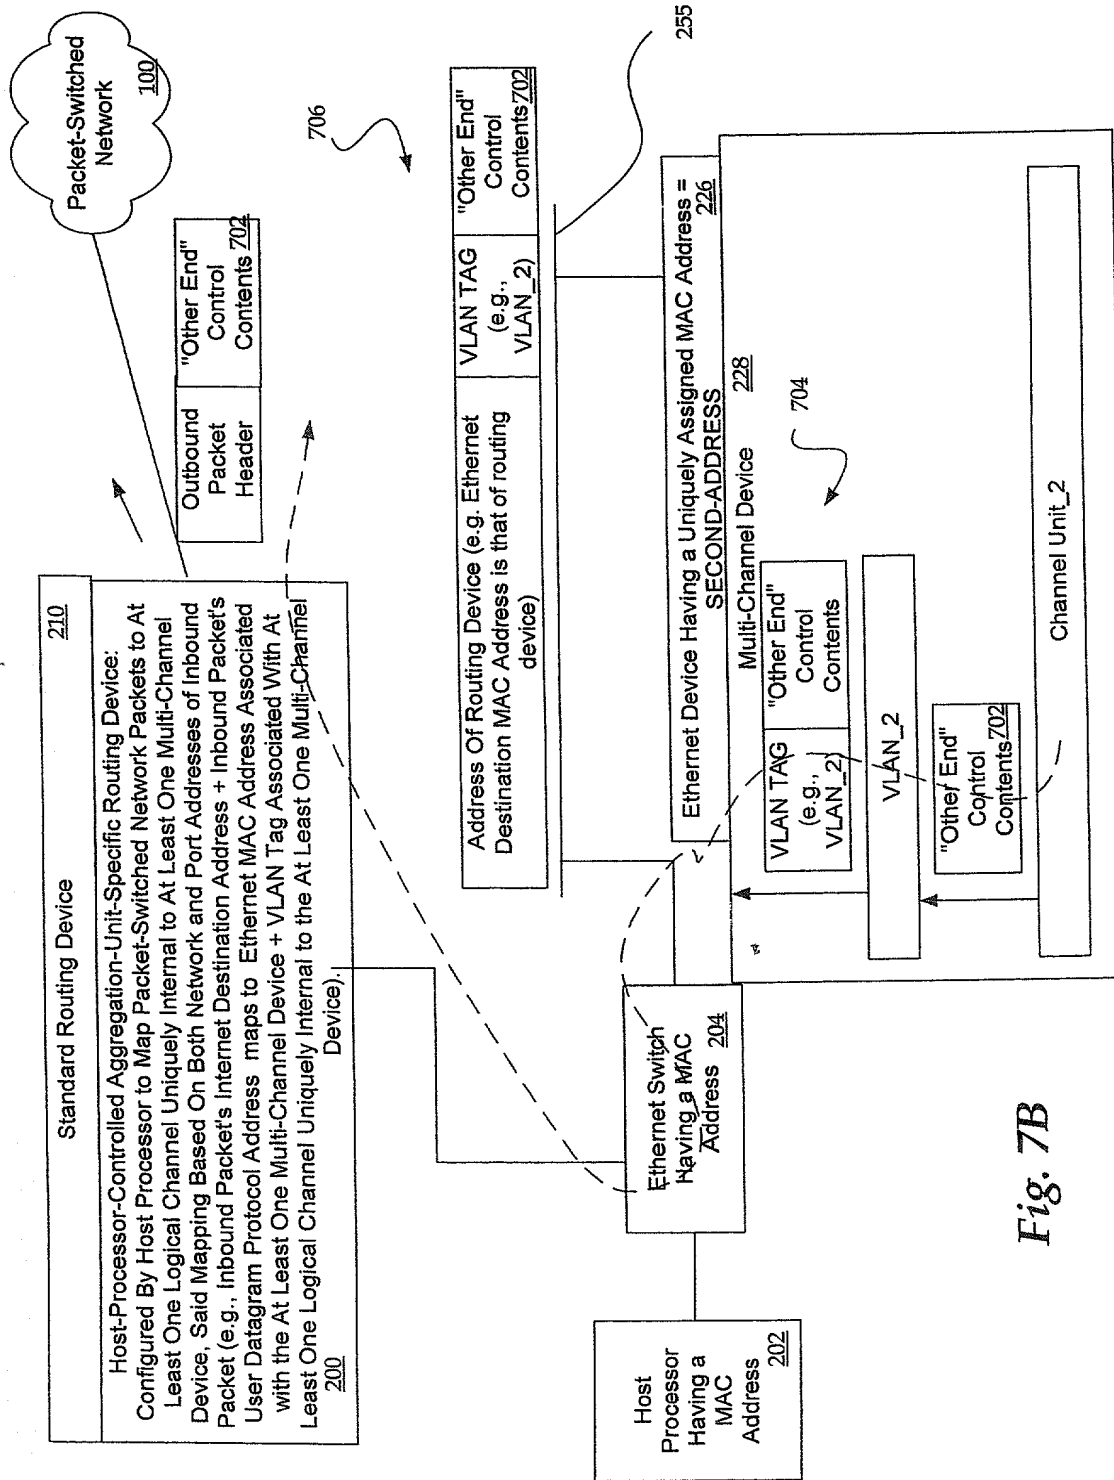 Standard Routing Device
210
Host-Processor-Controlled Aggregation-Unit-Specific Routing Device:
Configured By Host Processor to Map Packet-Switched Network Packets to At
Least One Logical Channel Uniquely Internal to At Least One Multi-Channel
Device, Said Mapping Based On Both Network and Port Addresses of Inbound
Packet (e.g., Inbound Packet's Internet Destination Address + Inbound Packet's
User Datagram Protocol Address maps to Ethernet MAC Address Associated
with the At Least One Multi-Channel Device + VLAN Tag Associated With At
Least One Logical Channel Uniquely Internal to the At Least One Multi-Channel
Device).
200
Packet-Switched
Network
100
Outbound
Packet
Header
"Other End"
Control
Contents
702
706
Address Of Routing Device (e.g. Ethernet
Destination MAC Address is that of routing
device)
VLAN TAG
(e.g.,
VLAN_2)
"Other End"
Control
Contents
702
255
Host
Processor
Having a
MAC
Address
202
Ethernet Switch
Having a MAC
Address
204
Ethernet Device Having a Uniquely Assigned MAC Address =
SECOND-ADDRESS
226
Multi-Channel Device
228
704
VLAN TAG
(e.g.,
VLAN_2)
"Other End"
Control
Contents
VLAN_2
"Other End"
Control
Contents
702
Channel Unit_2
Fig. 7B